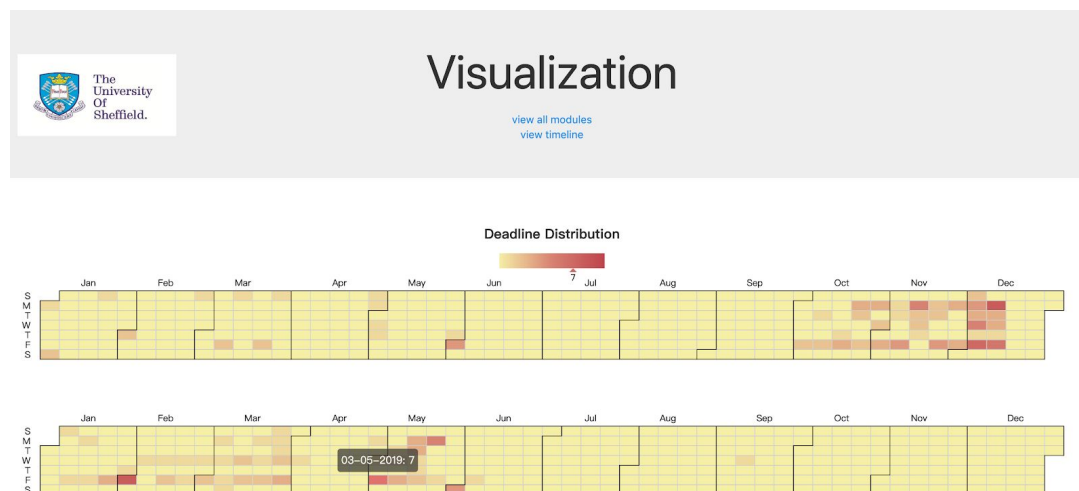 The
University
Of
Sheffield.
Visualization
view all modules
view timeline
Deadline Distribution
7
Jan Feb Mar Apr May Jun Jul Aug Sep Oct Nov Dec
S
M
T
W
T
F
S
Jan Feb Mar Apr May Jun Jul Aug Sep Oct Nov Dec
S
M
T
W
T
F
S
03-05-2019: 7